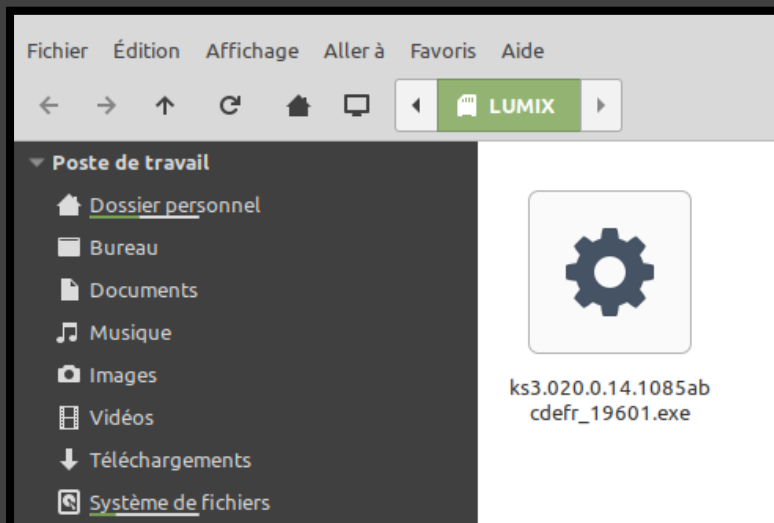 Fichier Édition Affichage Aller à Favoris Aide
LUMIX
Poste de travail
Dossier personnel
Bureau
Documents
Musique
Images
Vidéos
Téléchargements
Système de fichiers
ks3.020.0.14.1085ab
cdefr_19601.exe